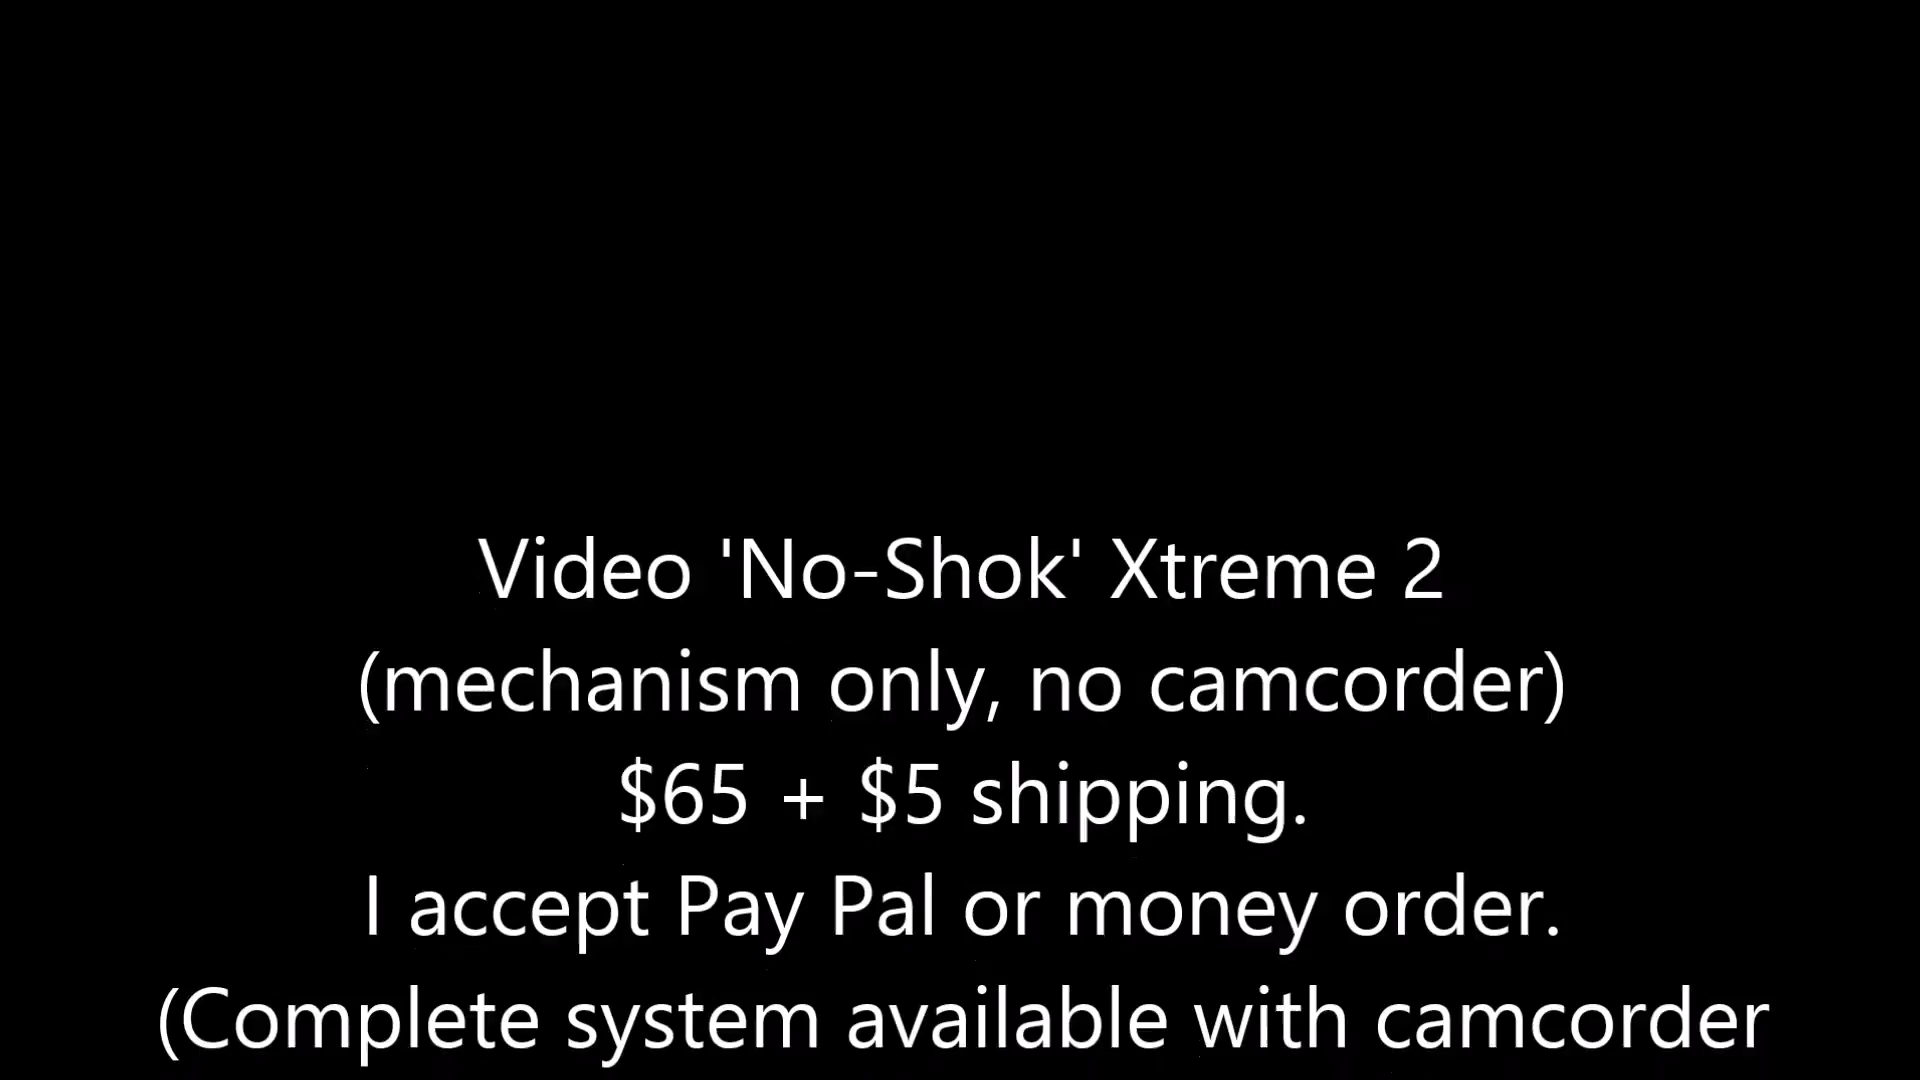 Video 'No-Shok' Xtreme 2
(mechanism only, no camcorder)
$65 + $5 shipping.
I accept Pay Pal or money order.
(Complete system available with camcorder